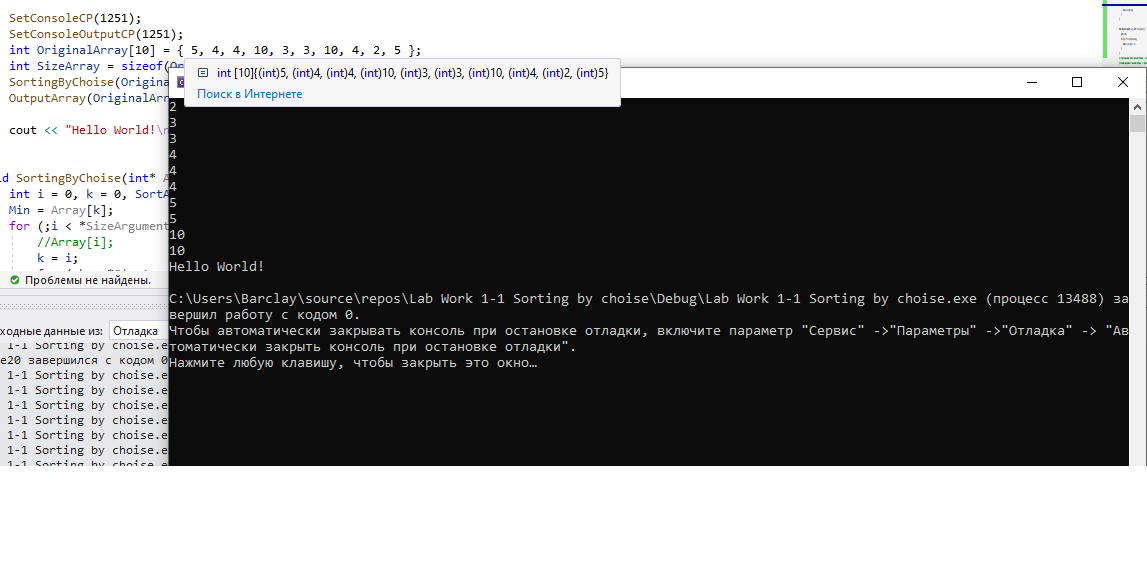 SetConsoleCP(1251);
SetConsoleOutputCP(1251);
int OriginalArray[10] = { 5, 4, 4, 10, 3, 3, 10, 4, 2, 5 };
int SizeArray = sizeof(Or
int [10]{(int)5, (int)4, (int)4, (int)10, (int)3, (int)3, (int)10, (int)4, (int)2, (int)5}
Поиск в Интернете
SortingByChoise(Origina
OutputArray(OriginalArr
cout << "Hello World!\n
d SortingByChoise(int* A
int i = 0, k = 0, SortA
Min = Array[k];
for (;i < *SizeArgument
//Array[i];
k = i;
Проблемы не найдены.
ходные данные из: Отладка
1-1 Sorting by choise.e
e20 завершился с кодом 0
1-1 Sorting by choise.e
1-1 Sorting by choise.e
1-1 Sorting by choise.e
1-1 Sorting by choise.e
1-1 Sorting by choise.e
1-1 Sorting by choise.e
1-1 Sorting by choise.e
2
3
3
4
4
4
5
5
10
10
Hello World!
C:\Users\Barclay\source\repos\Lab Work 1-1 Sorting by choise\Debug\Lab Work 1-1 Sorting by choise.exe (процесс 13488) за
вершил работу с кодом 0.
Чтобы автоматически закрывать консоль при остановке отладки, включите параметр "Сервис" ->"Параметры" ->"Отладка" -> "Ав
томатически закрыть консоль при остановке отладки".
Нажмите любую клавишу, чтобы закрыть это окно…